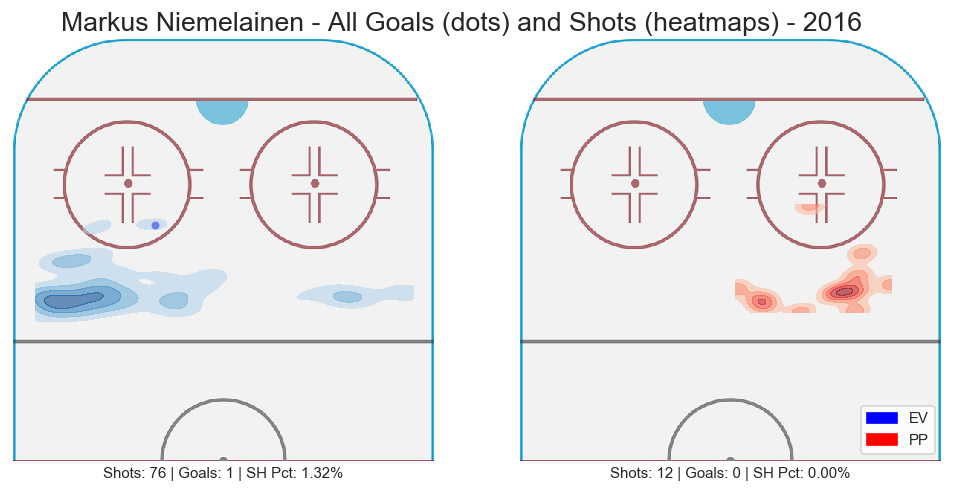 Markus Niemelainen - All Goals (dots) and Shots (heatmaps) - 2016
EV
PP
Shots: 76 | Goals: 1 | SH Pct: 1.32%
Shots: 12 | Goals: 0 | SH Pct: 0.00%